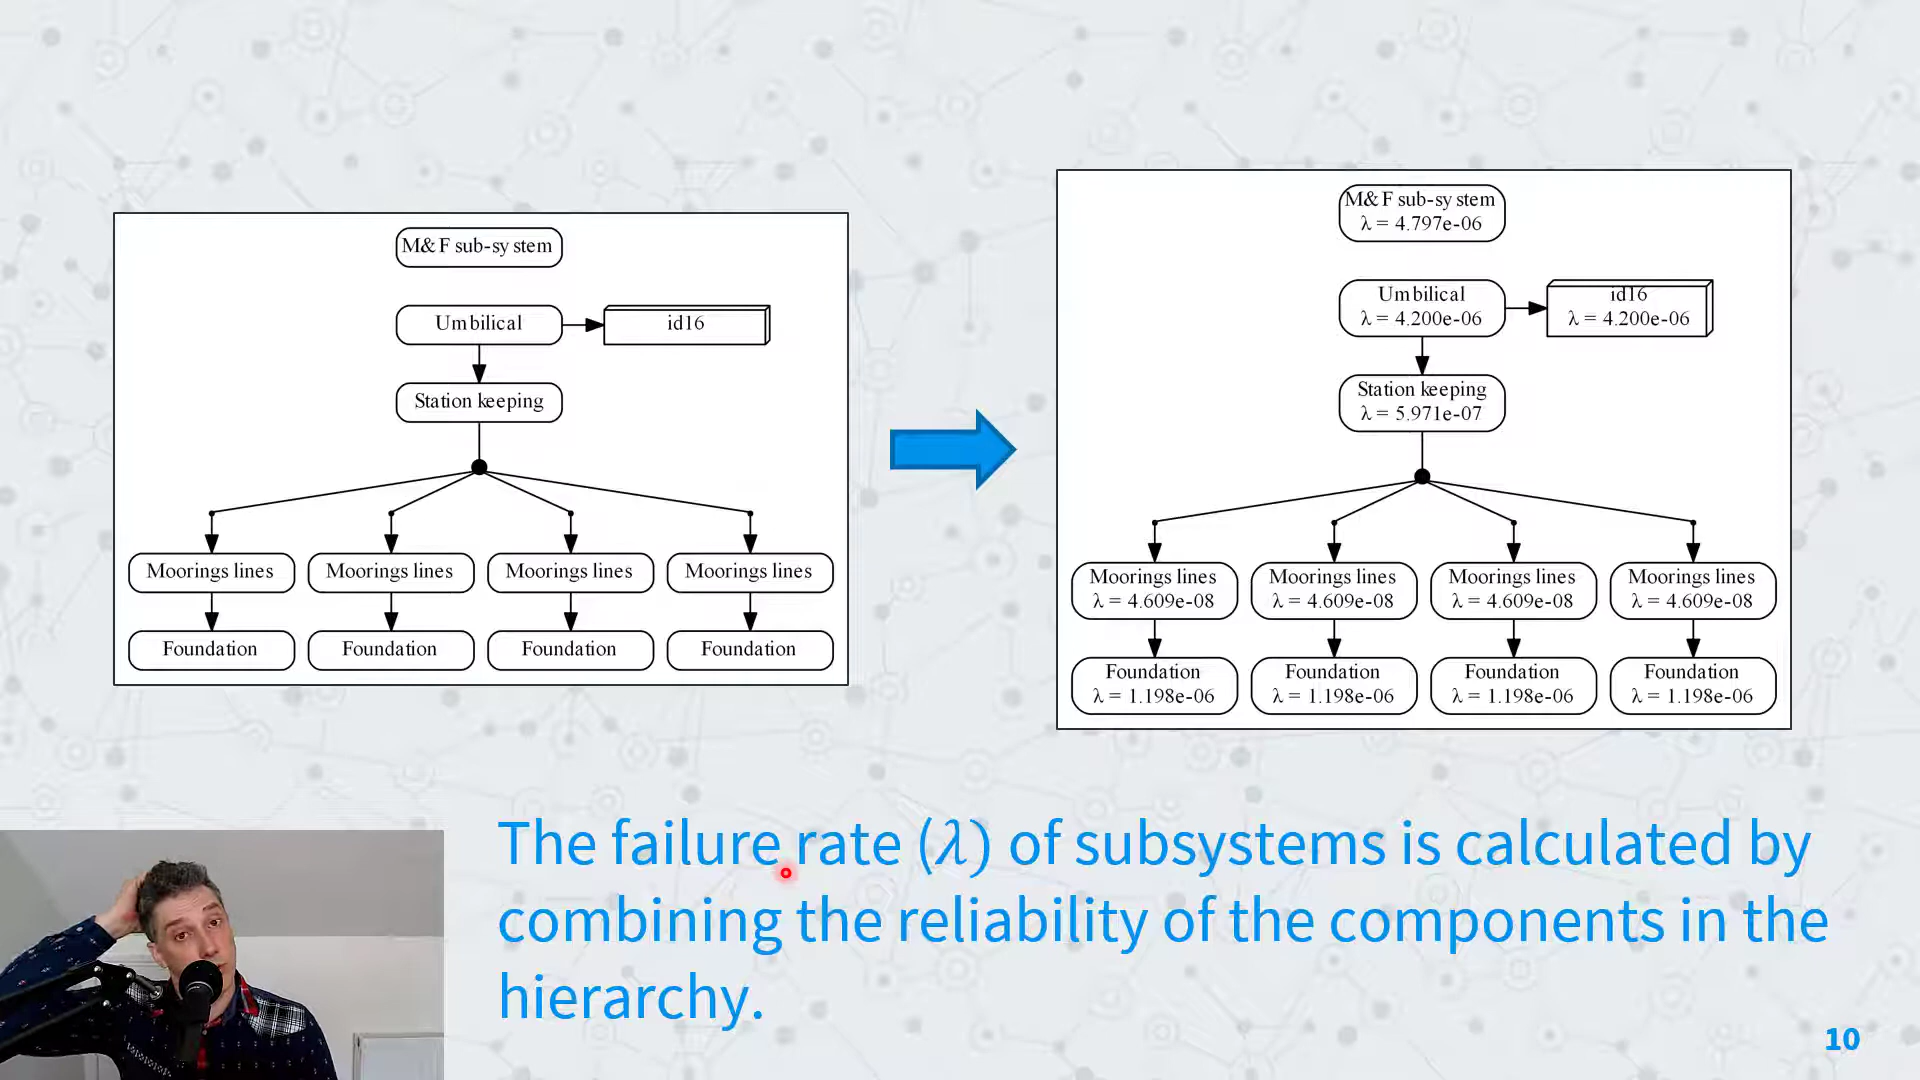 M&F sub-system
Umbilical
id16
Station keeping
Moorings lines
Moorings lines
Moorings lines
Moorings lines
Foundation
Foundation
Foundation
Foundation
M&F sub-system
λ = 4.797e-06
Umbilical
λ = 4.200e-06
id16
λ = 4.200e-06
Station keeping
λ = 5.971e-07
Moorings lines
λ = 4.609e-08
Moorings lines
λ = 4.609e-08
Moorings lines
λ = 4.609e-08
Moorings lines
λ = 4.609e-08
Foundation
λ = 1.198e-06
Foundation
λ = 1.198e-06
Foundation
λ = 1.198e-06
Foundation
λ = 1.198e-06
The failure rate (λ) of subsystems is calculated by
combining the reliability of the components in the
hierarchy.
10